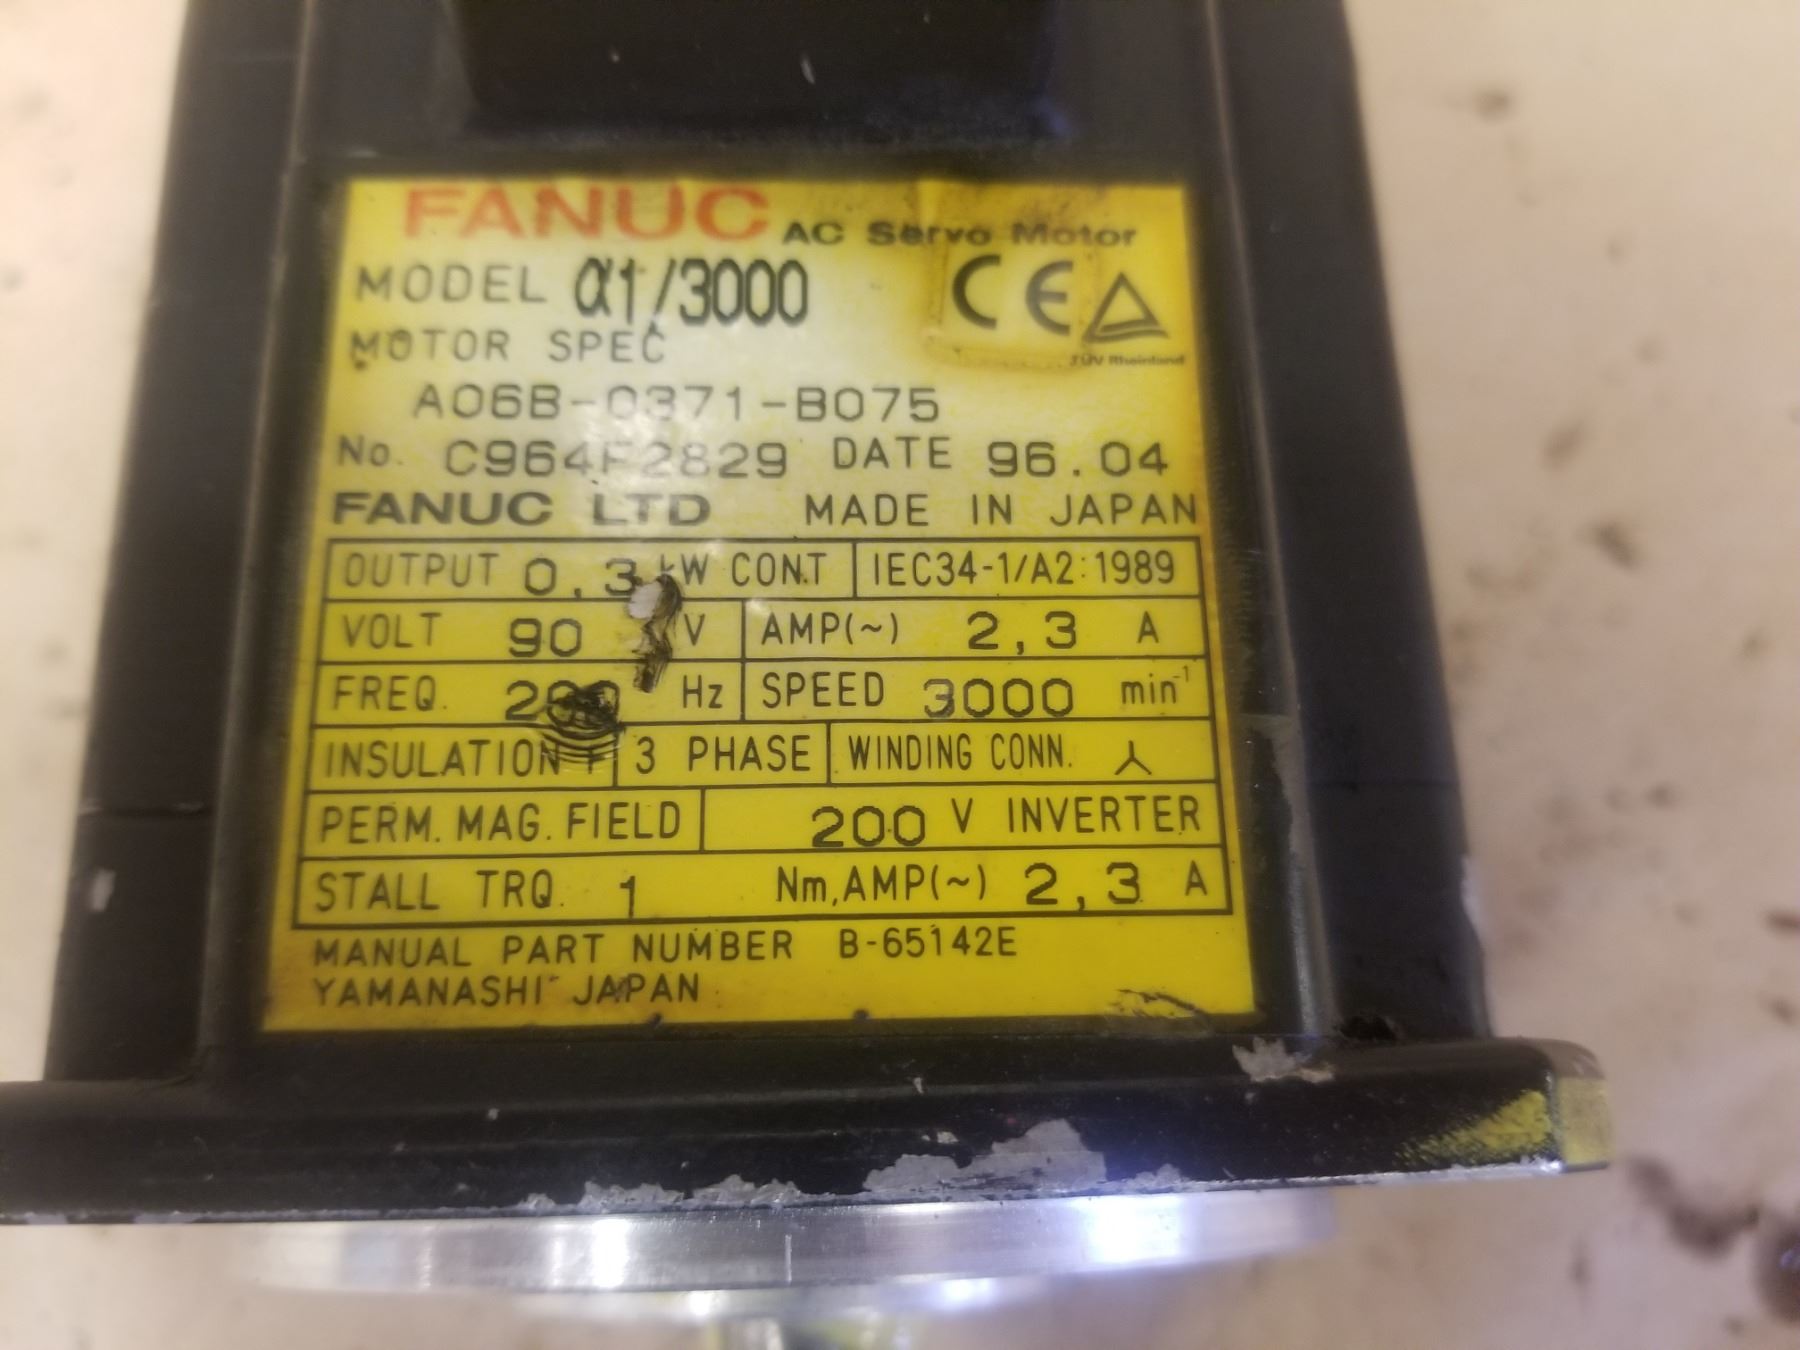 FANUC AC Servo Motor
MODEL α1/3000
CE
TÜV Rheinland
MOTOR SPEC
A06B-0371-B075
No. C964F2829 DATE 96.04
FANUC LTD MADE IN JAPAN
OUTPUT 0,3 kW CONT IEC34-1/A2:1989
VOLT 90 V AMP(~) 2,3 A
FREQ. Hz SPEED 3000 min⁻¹
INSULATION 3 PHASE WINDING CONN.
PERM. MAG. FIELD 200 V INVERTER
STALL TRQ. 1 Nm,AMP(~) 2,3 A
MANUAL PART NUMBER B-65142E
YAMANASHI JAPAN